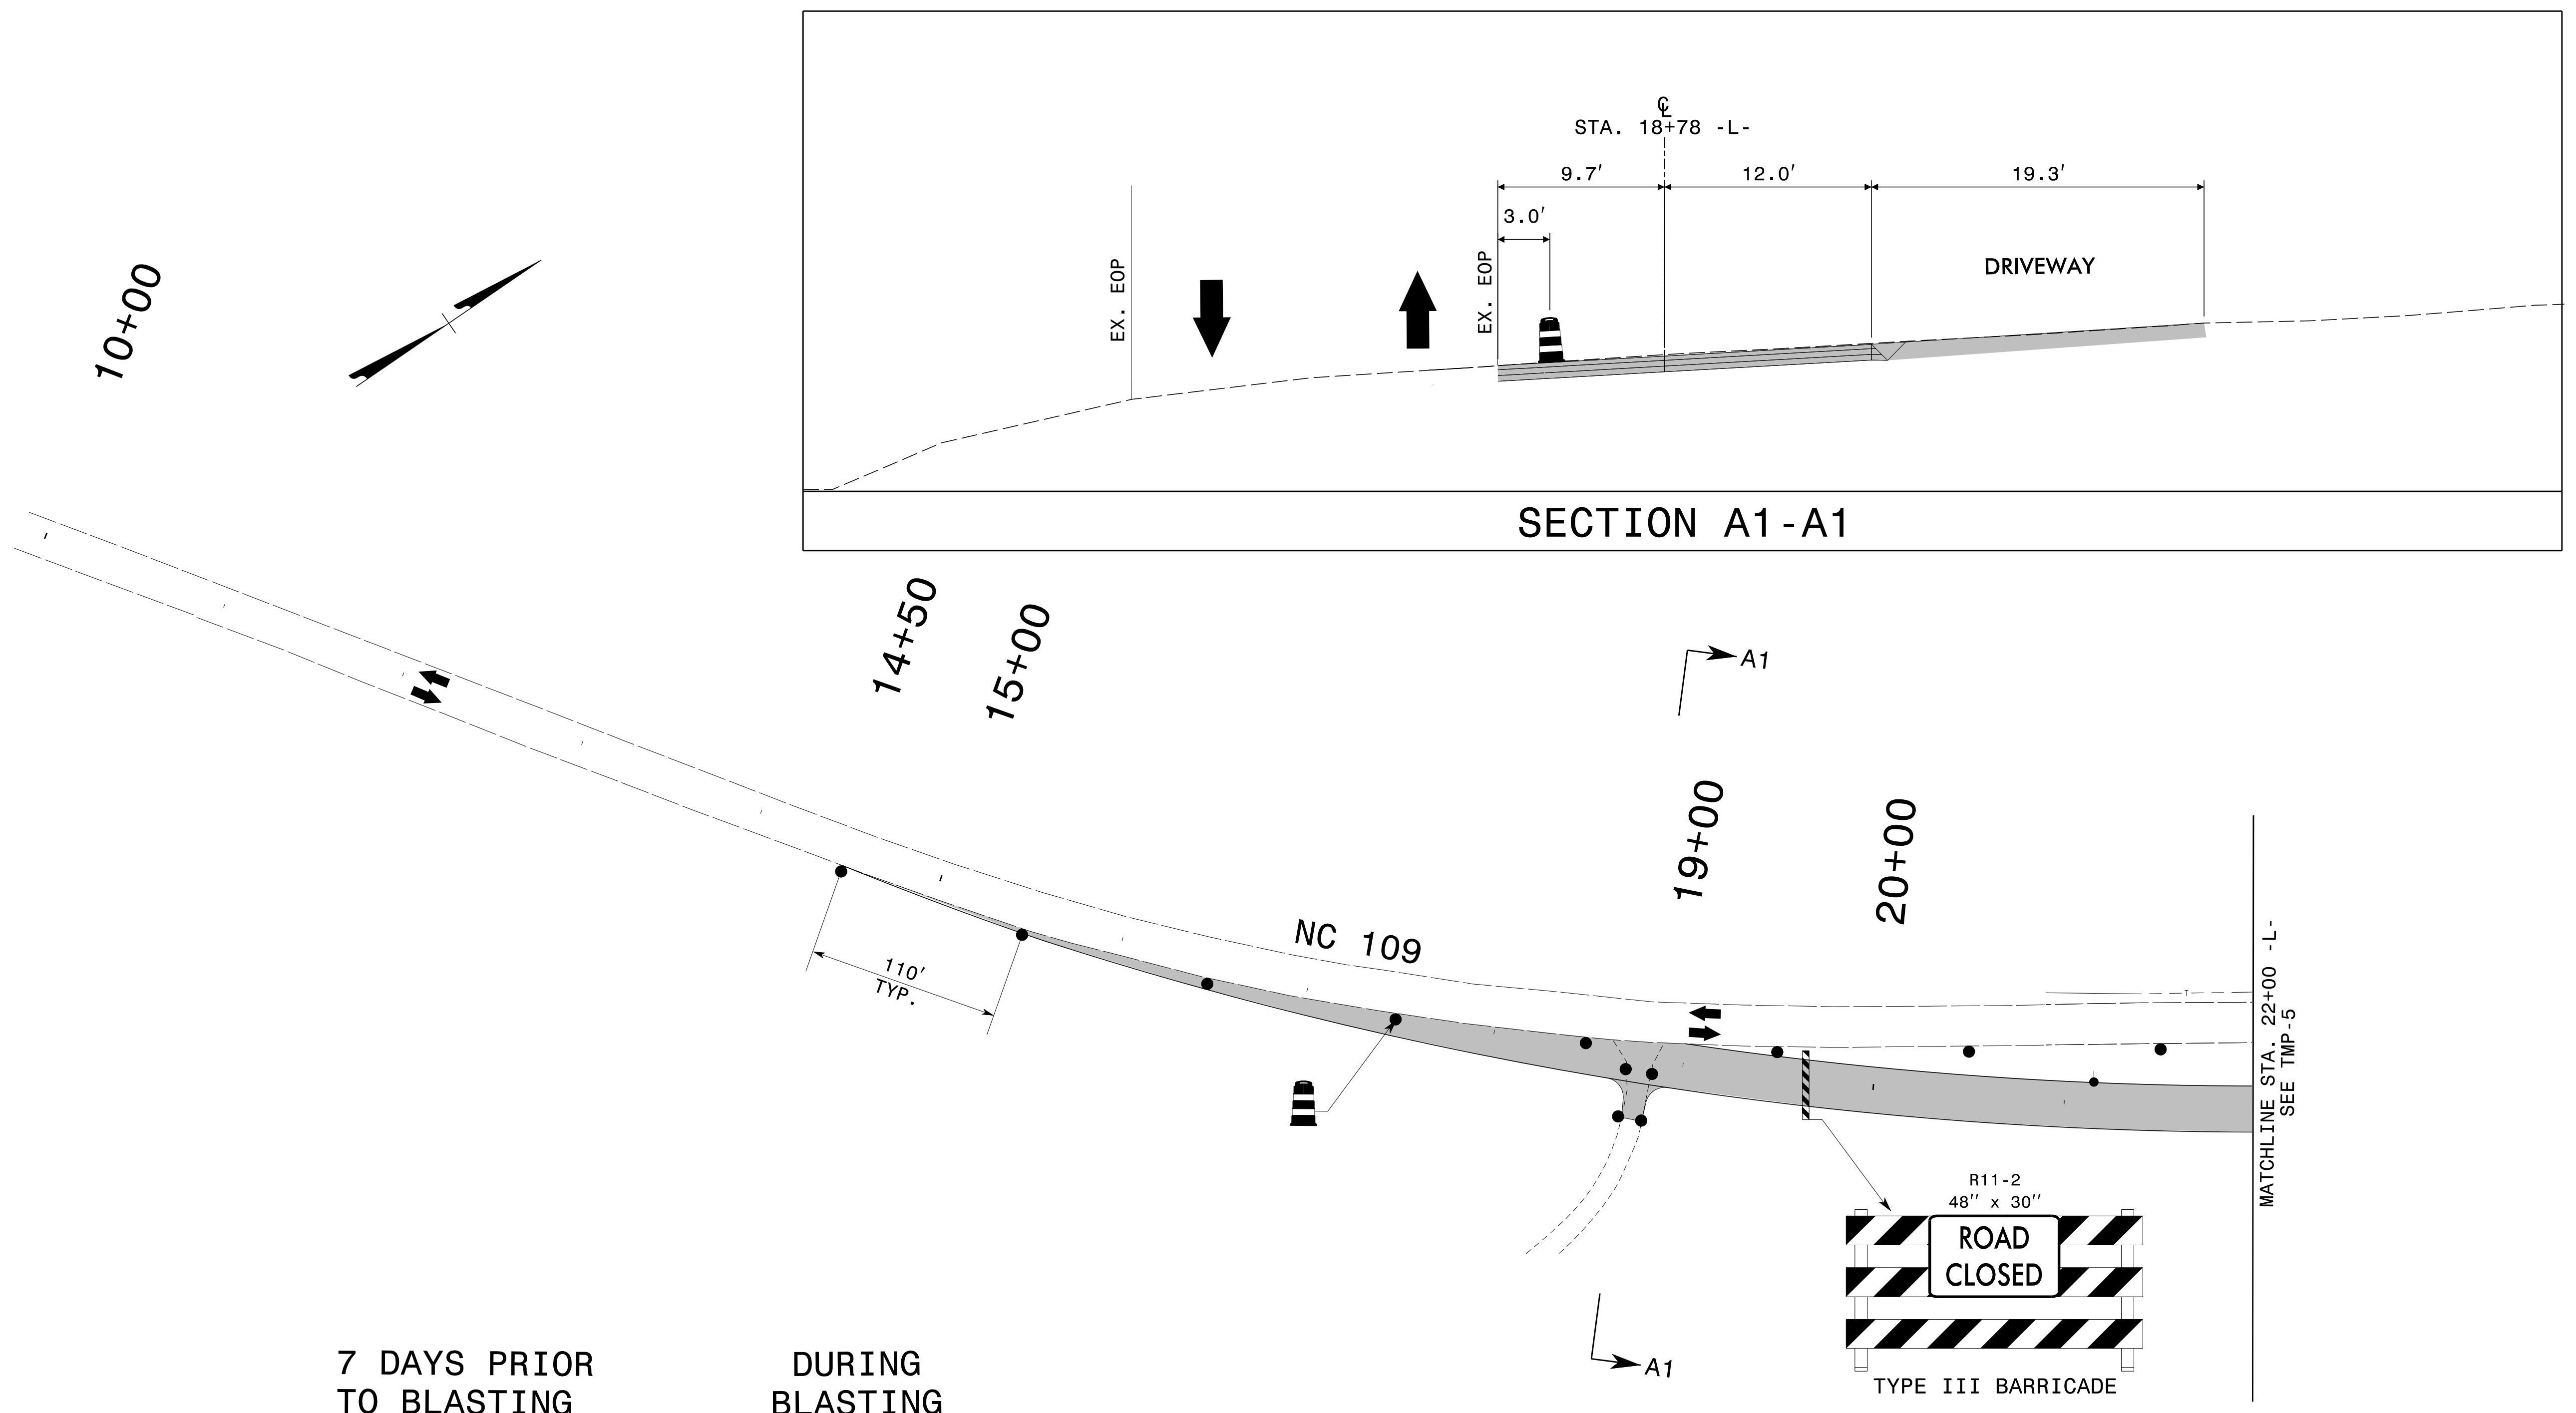 ℄
STA. 18+78 -L-
9.7′ 12.0′ 19.3′
3.0′
EX. EOP
EX. EOP
DRIVEWAY
SECTION A1-A1
10+00
14+50
15+00
A1
19+00
20+00
NC 109
110′
TYP.
MATCHLINE STA. 22+00 -L-
SEE TMP-5
R11-2
48″ x 30″
ROAD
CLOSED
TYPE III BARRICADE
A1
7 DAYS PRIOR
TO BLASTING
DURING
BLASTING